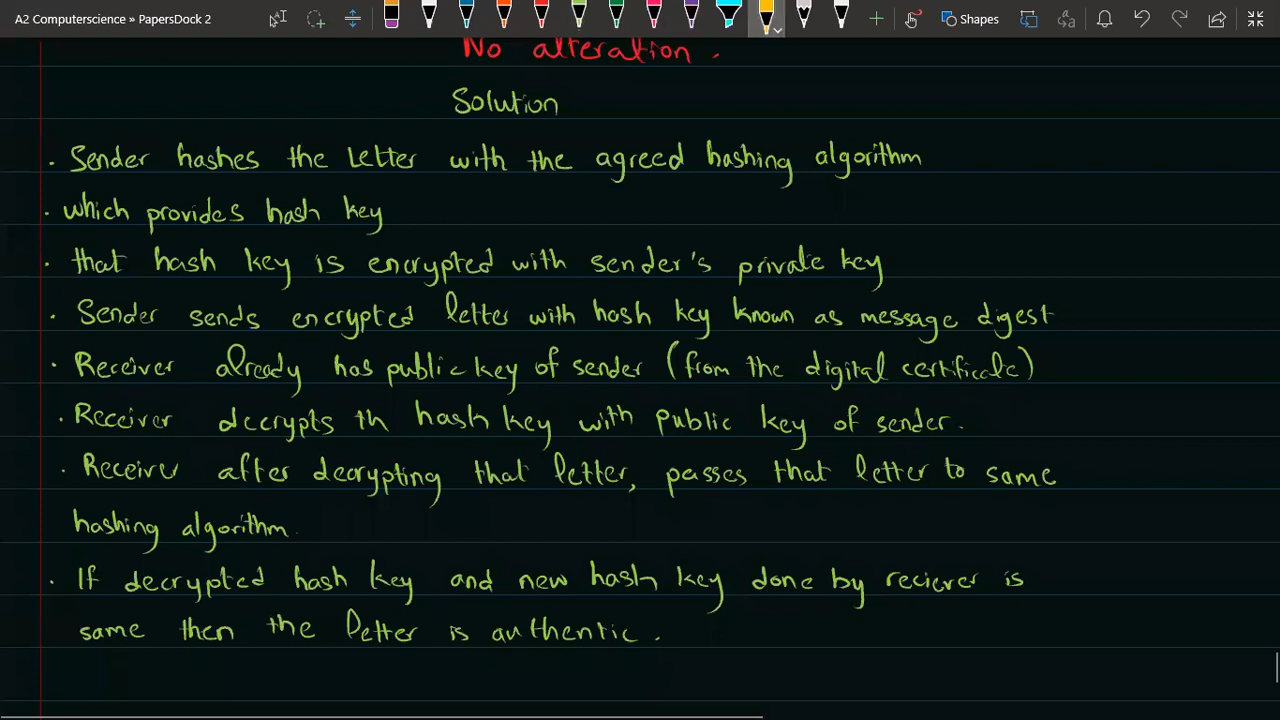 A2 Computerscience » PapersDock 2
Shapes
No alteration.
Solution
· Sender hashes the Letter with the agreed hashing algorithm
· which provides hash key
· that hash key is encrypted with sender's private key
· Sender sends encrypted letter with hash key known as message digest
· Receiver already has public key of sender (from the digital certificate)
· Receiver decrypts th hash key with public key of sender.
· Receiver after decrypting that letter, passes that letter to same
hashing algorithm.
· If decrypted hash key and new hash key done by reciever is
same then the letter is authentic.